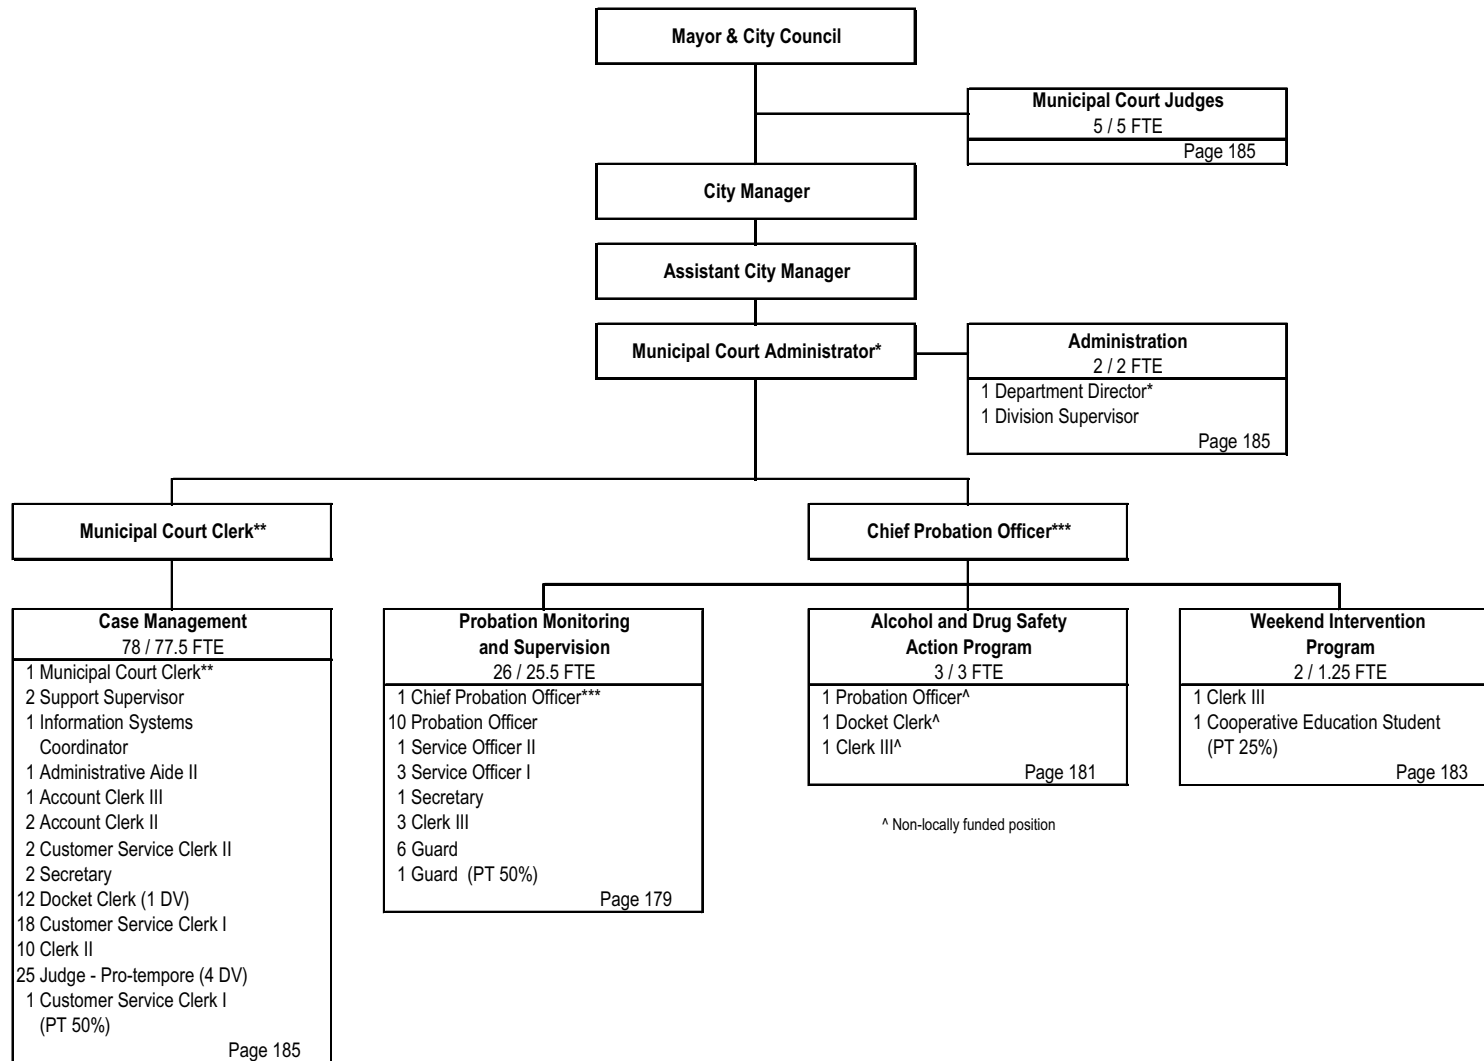 Mayor & City Council
Municipal Court Judges
5 / 5 FTE
Page 185
City Manager
Assistant City Manager
Municipal Court Administrator*
Administration
2 / 2 FTE
1 Department Director*
1 Division Supervisor
Page 185
Municipal Court Clerk**
Chief Probation Officer***
Case Management
78 / 77.5 FTE
1 Municipal Court Clerk**
2 Support Supervisor
1 Information Systems
Coordinator
1 Administrative Aide II
1 Account Clerk III
2 Account Clerk II
2 Customer Service Clerk II
2 Secretary
12 Docket Clerk (1 DV)
18 Customer Service Clerk I
10 Clerk II
25 Judge - Pro-tempore (4 DV)
1 Customer Service Clerk I
(PT 50%)
Page 185
Probation Monitoring
and Supervision
26 / 25.5 FTE
1 Chief Probation Officer***
10 Probation Officer
1 Service Officer II
3 Service Officer I
1 Secretary
3 Clerk III
6 Guard
1 Guard (PT 50%)
Page 179
Alcohol and Drug Safety
Action Program
3 / 3 FTE
1 Probation Officer^
1 Docket Clerk^
1 Clerk III^
Page 181
^ Non-locally funded position
Weekend Intervention
Program
2 / 1.25 FTE
1 Clerk III
1 Cooperative Education Student
(PT 25%)
Page 183